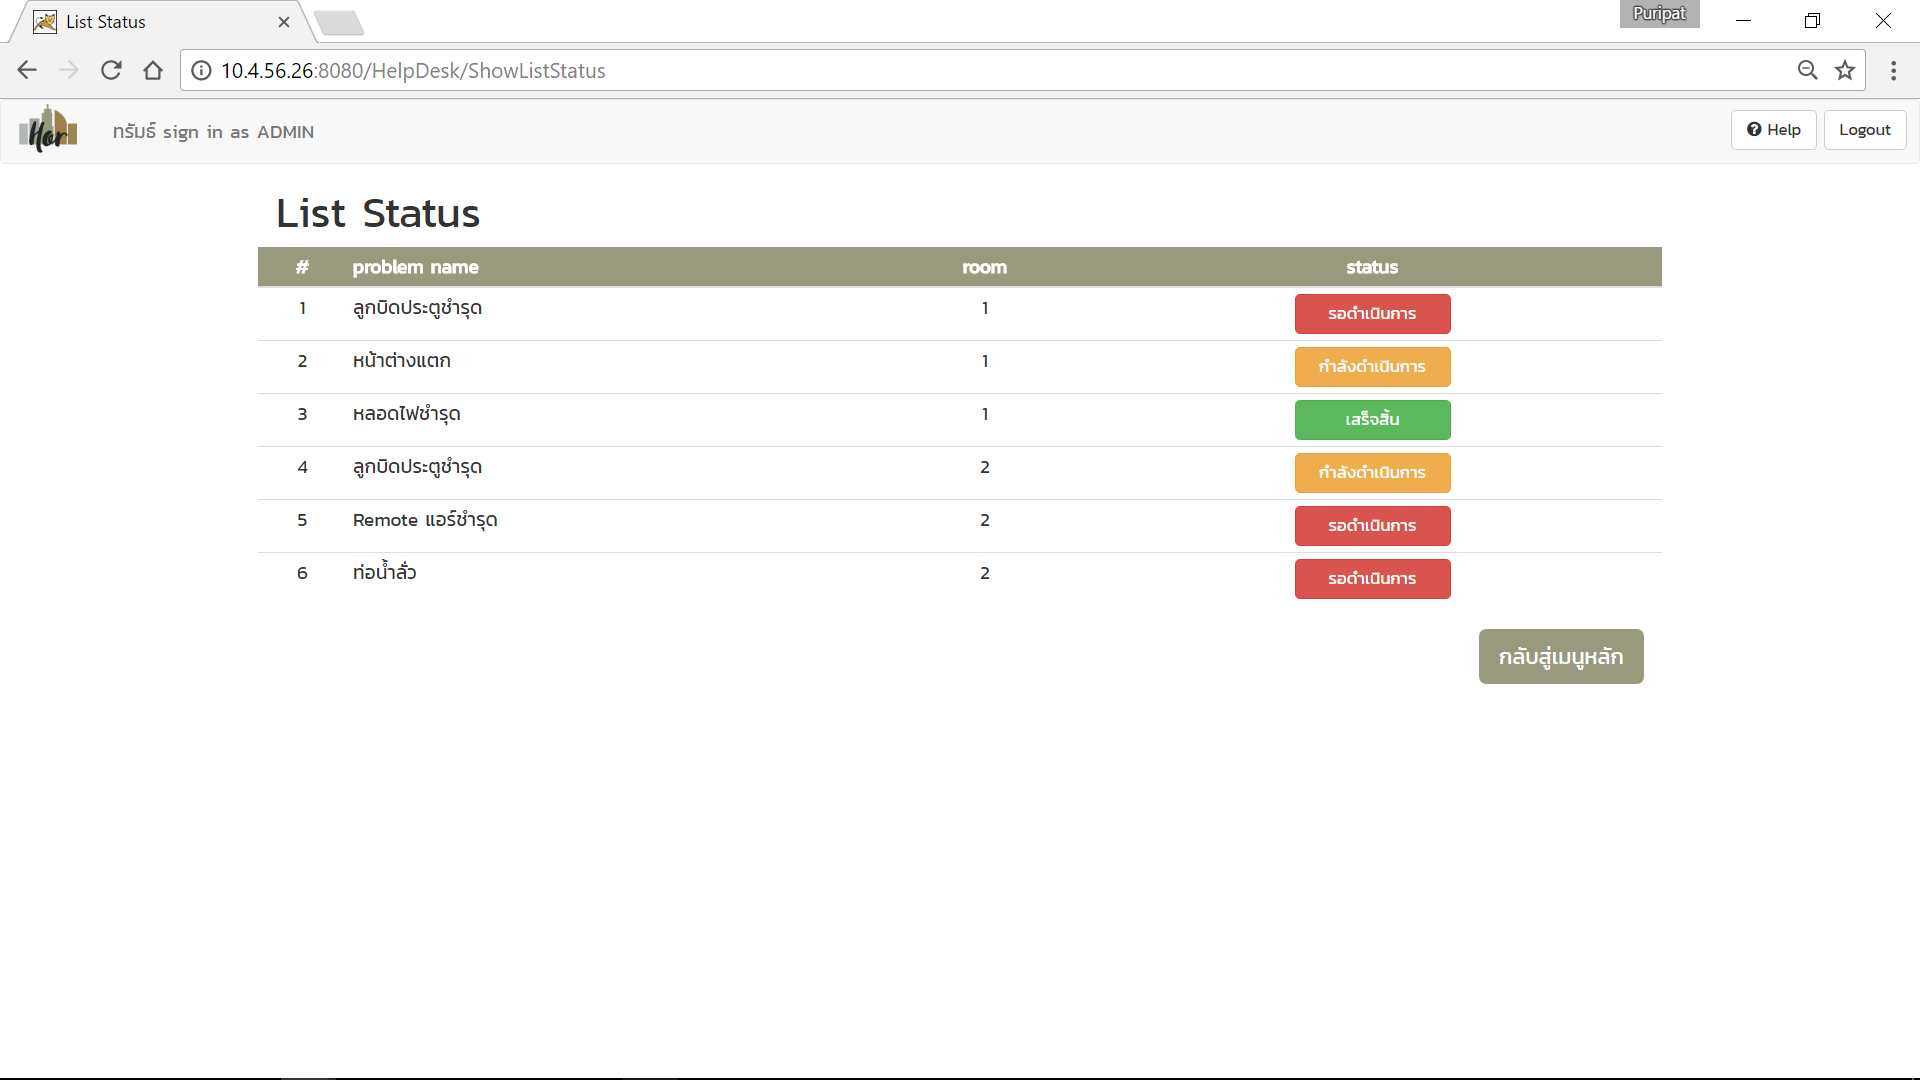 List Status
Puripat
10.4.56.26:8080/HelpDesk/ShowListStatus
Hor
ทรัมธ์ sign in as ADMIN
Help
Logout
List Status
# problem name room status
1 ลูกบิดประตูชำรุด 1 รอดำเนินการ
2 หน้าต่างแตก 1 กำลังดำเนินการ
3 หลอดไฟชำรุด 1 เสร็จสิ้น
4 ลูกบิดประตูชำรุด 2 กำลังดำเนินการ
5 Remote แอร์ชำรุด 2 รอดำเนินการ
6 ท่อน้ำลั่ว 2 รอดำเนินการ
กลับสู่เมนูหลัก